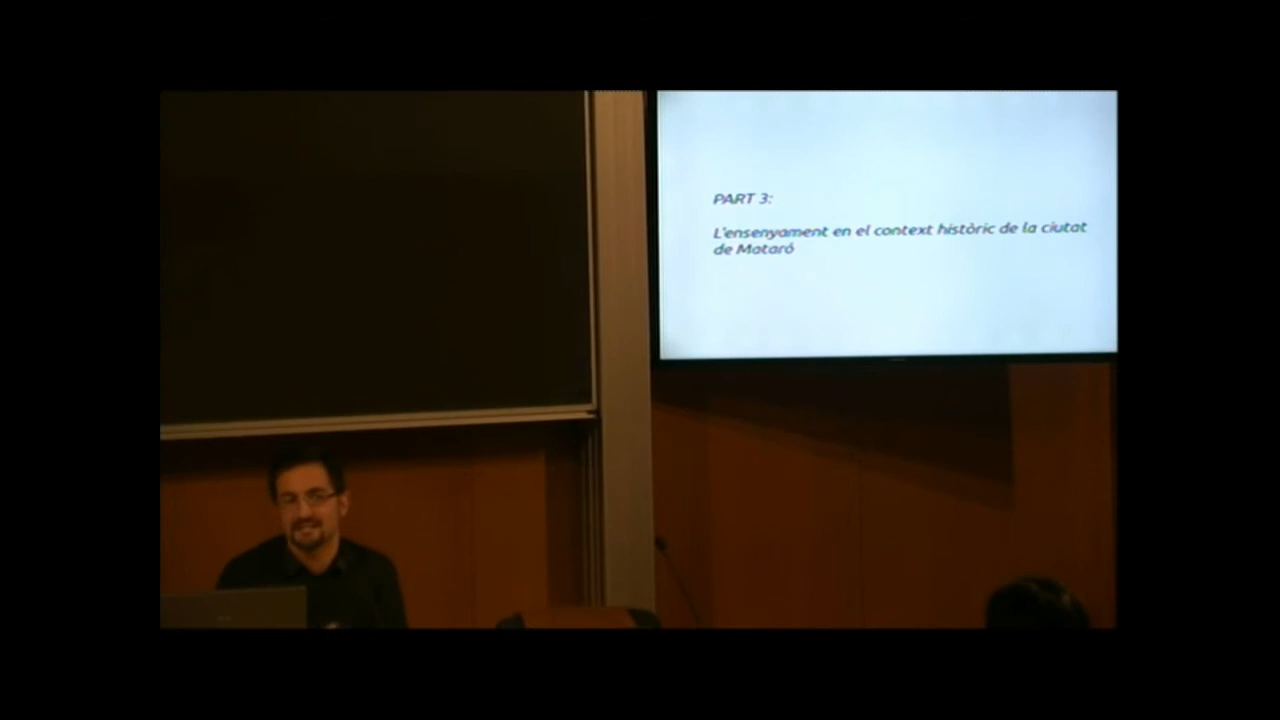 PART 3:
L'ensenyament en el context històric de la ciutat
de Mataró